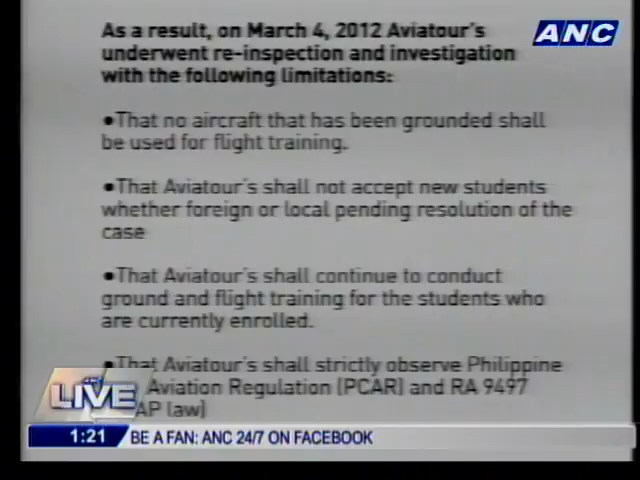 As a result, on March 4, 2012 Aviatour's
underwent re-inspection and investigation
with the following limitations:
ANC
•That no aircraft that has been grounded shall
be used for flight training.
•That Aviatour's shall not accept new students
whether foreign or local pending resolution of the
case
•That Aviatour's shall continue to conduct
ground and flight training for the students who
are currently enrolled.
•That Aviatour's shall strictly observe Philippine
Aviation Regulation (PCAR) and RA 9497
AP law)
LIVE
1:21 BE A FAN: ANC 24/7 ON FACEBOOK